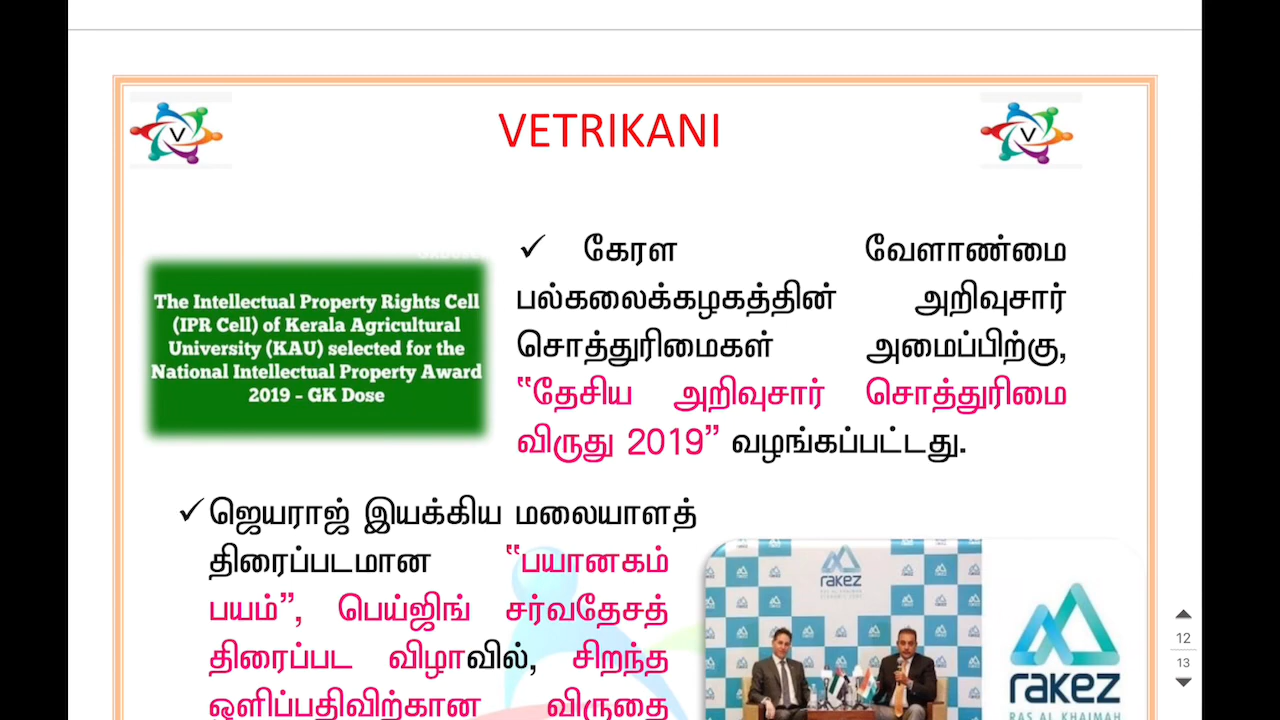 VETRIKANI
V
V
The Intellectual Property Rights Cell
(IPR Cell) of Kerala Agricultural
University (KAU) selected for the
National Intellectual Property Award
2019 - GK Dose
✓ கேரள வேளாண்மை
பல்கலைக்கழகத்தின் அறிவுசார்
சொத்துரிமைகள் அமைப்பிற்கு,
“தேசிய அறிவுசார் சொத்துரிமை
விருது 2019” வழங்கப்பட்டது.
✓ ஜெயராஜ் இயக்கிய மலையாளத்
திரைப்படமான “பயானகம்
பயம்”, பெய்ஜிங் சர்வதேசத்
திரைப்பட விழாவில், சிறந்த
ஒளிப்பதிவிற்கான விருதை
rakez
rakez
RAS AL KHAIMAH
12
13